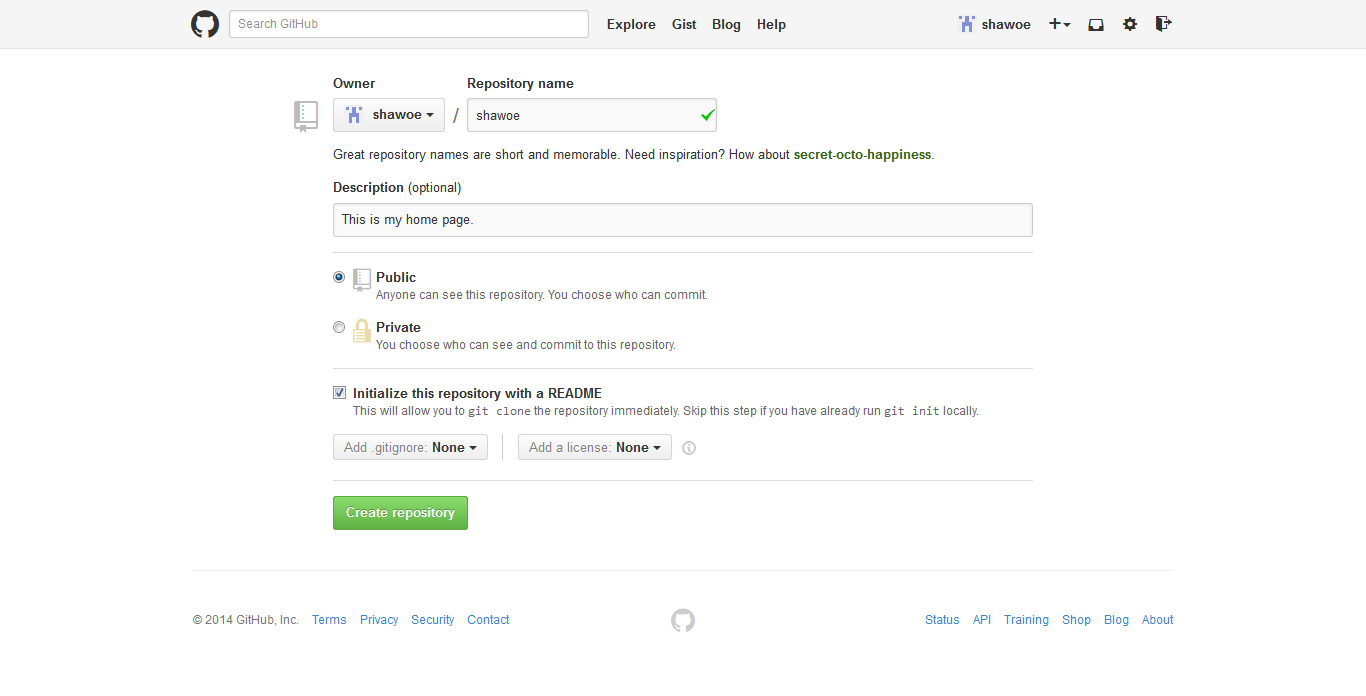 Search GitHub Explore Gist Blog Help shawoe
Owner Repository name
shawoe / shawoe
Great repository names are short and memorable. Need inspiration? How about secret-octo-happiness.
Description (optional)
This is my home page.
Public
Anyone can see this repository. You choose who can commit.
Private
You choose who can see and commit to this repository.
Initialize this repository with a README
This will allow you to git clone the repository immediately. Skip this step if you have already run git init locally.
Add .gitignore: None Add a license: None
Create repository
© 2014 GitHub, Inc. Terms Privacy Security Contact Status API Training Shop Blog About